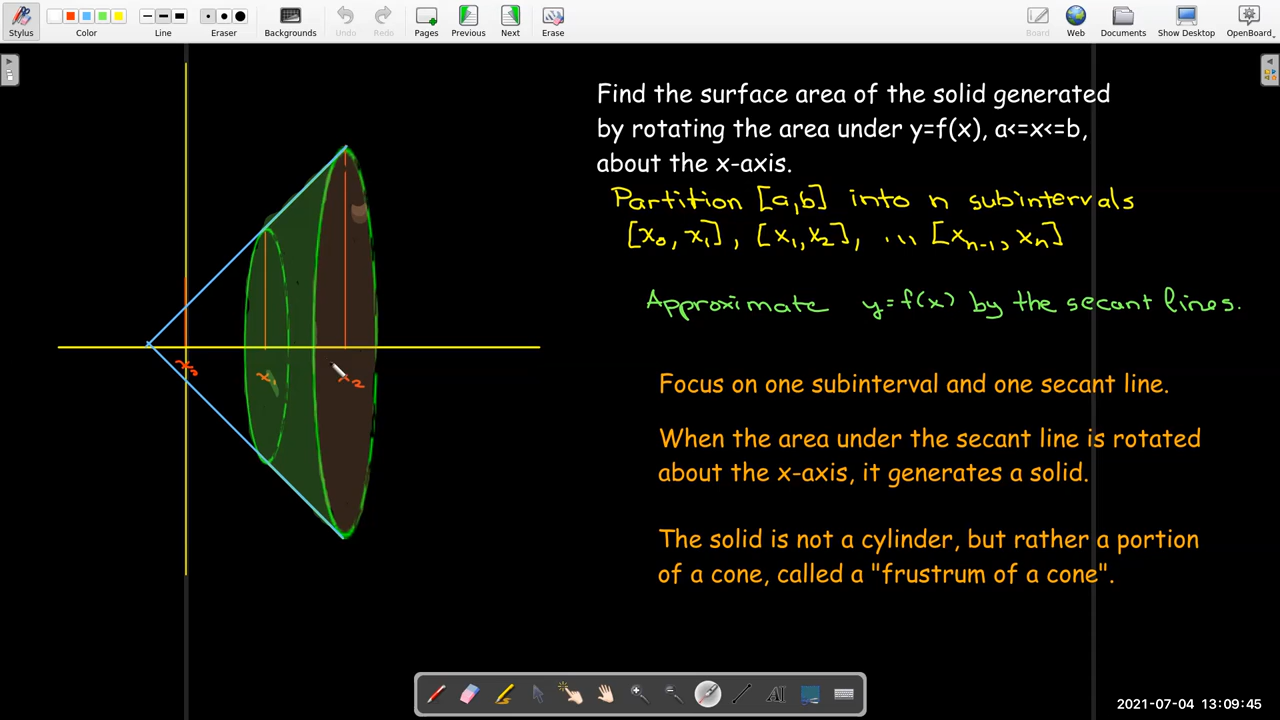 Stylus Color Line Eraser Backgrounds Undo Redo Pages Previous Next Erase Board Web Documents Show Desktop OpenBoard
Find the surface area of the solid generated
by rotating the area under y=f(x), a<=x<=b,
about the x-axis.
Partition [a,b] into n subintervals
[x₀, x₁], [x₁, x₂], ... [xₙ₋₁, xₙ]
Approximate y=f(x) by the secant lines.
x₀ x₁ x₂
Focus on one subinterval and one secant line.
When the area under the secant line is rotated
about the x-axis, it generates a solid.
The solid is not a cylinder, but rather a portion
of a cone, called a "frustrum of a cone".
AI
2021-07-04 13:09:45